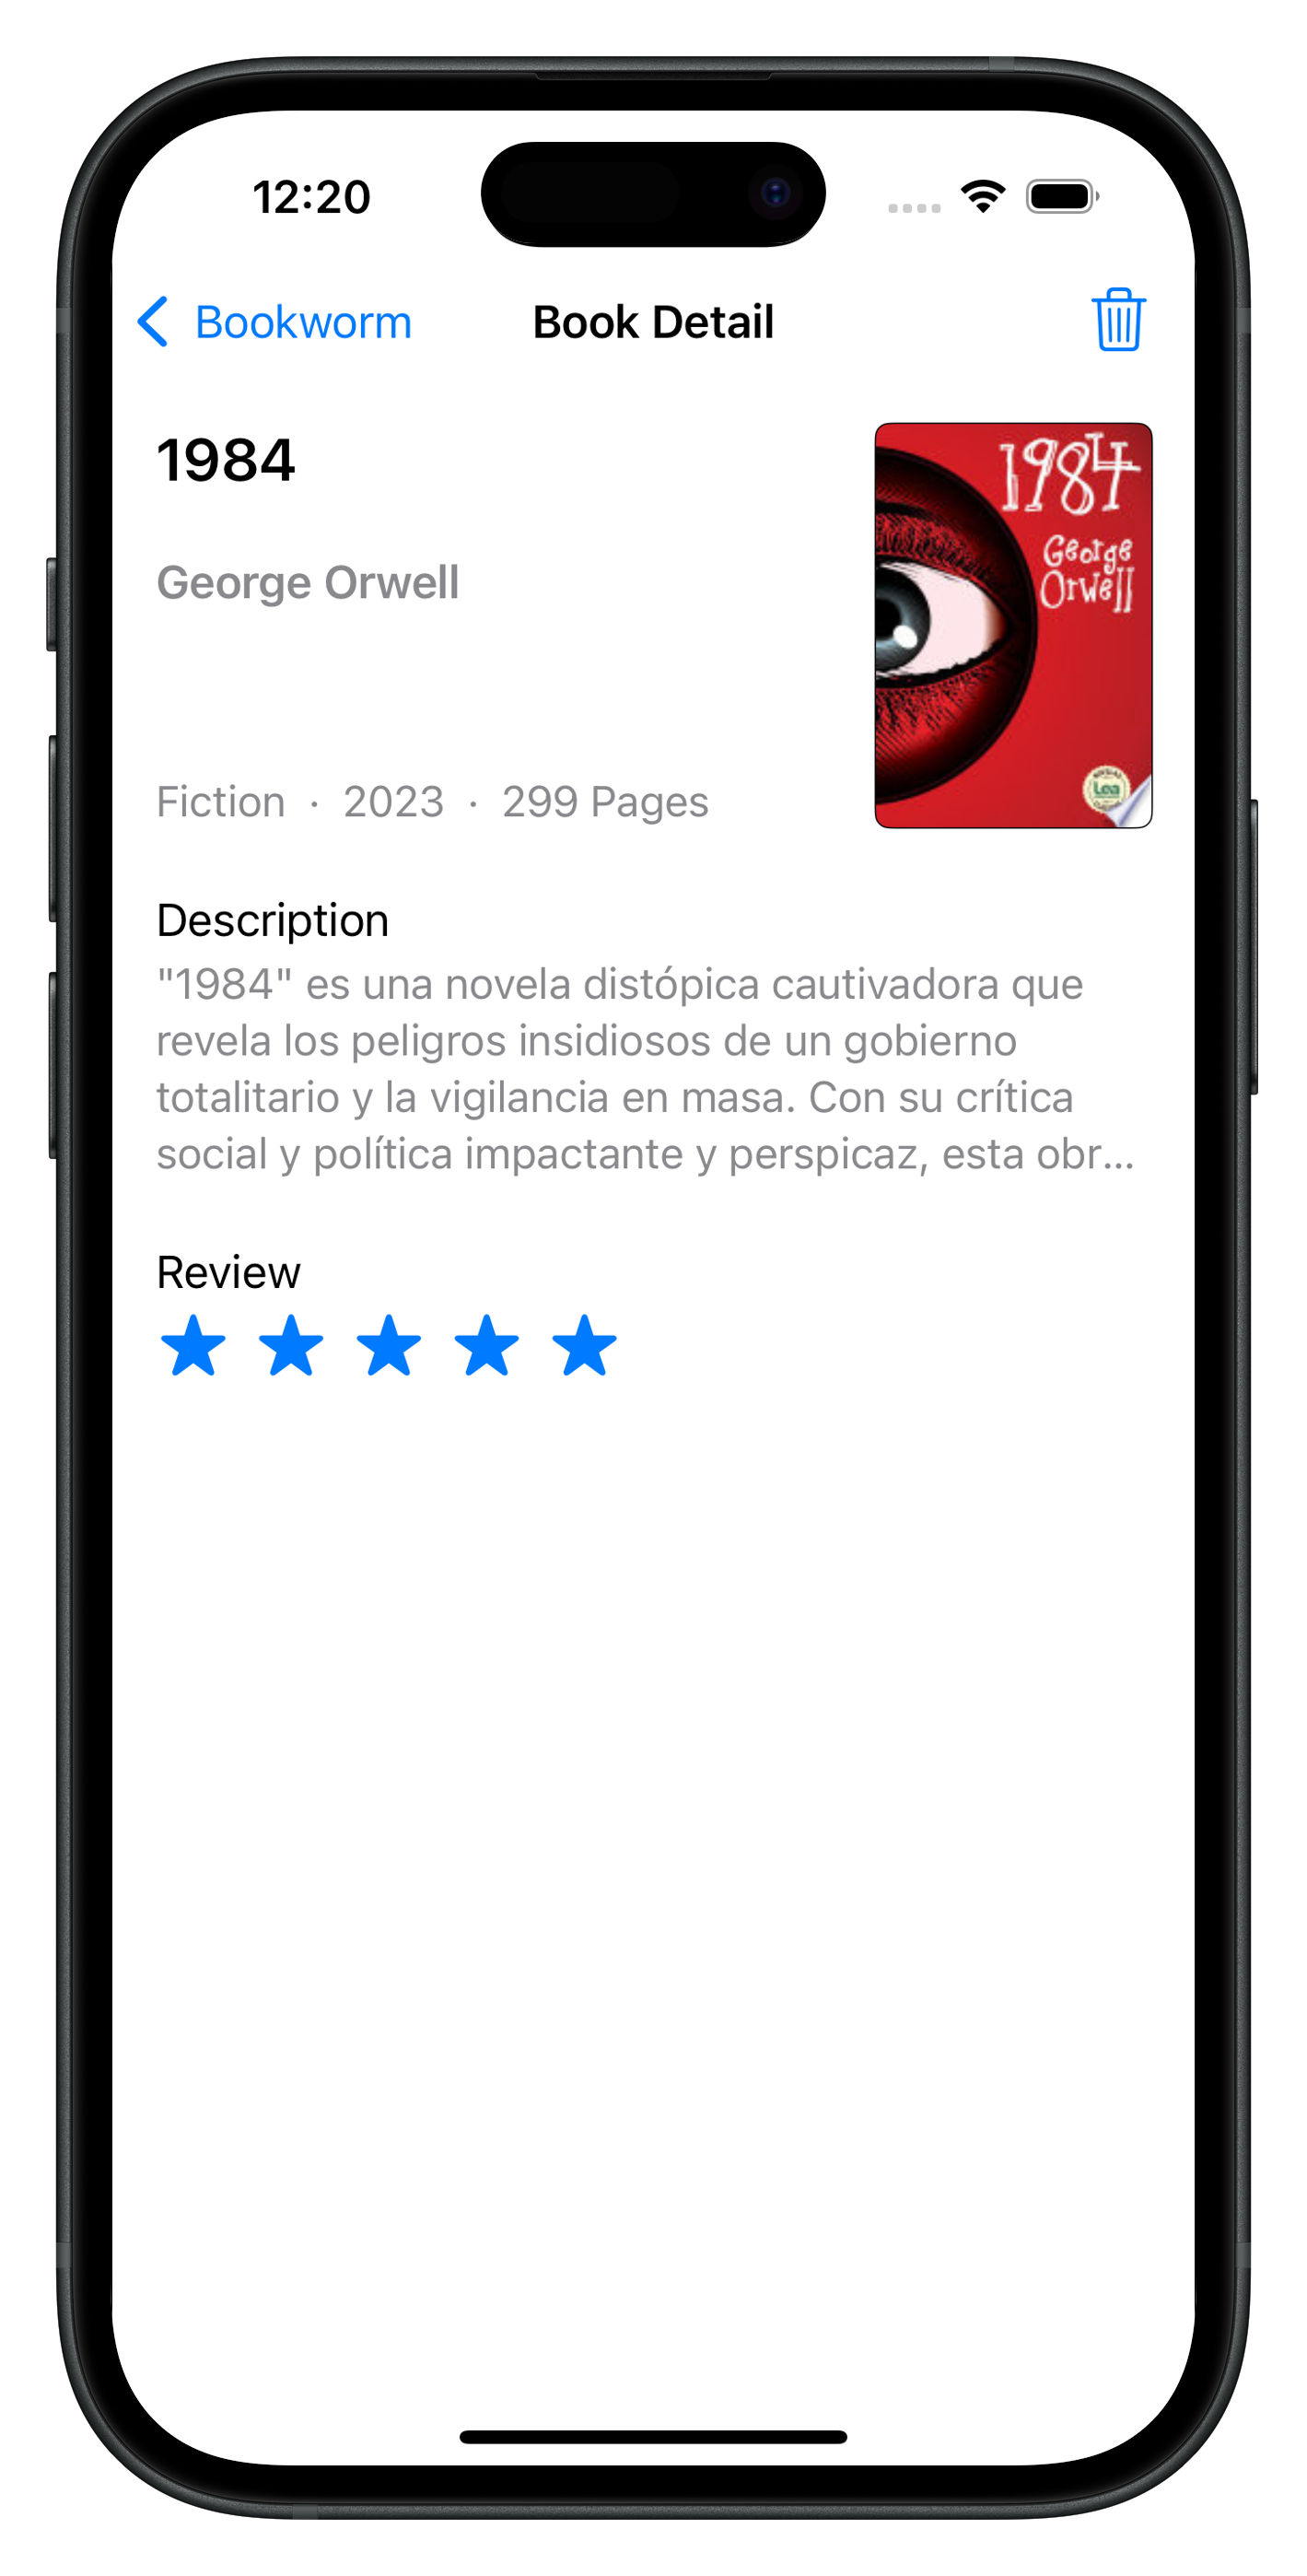 12:20
Bookworm
Book Detail
1984
George Orwell
Fiction · 2023 · 299 Pages
1984
George
Orwell
Lea
Description
"1984" es una novela distópica cautivadora que
revela los peligros insidiosos de un gobierno
totalitario y la vigilancia en masa. Con su crítica
social y política impactante y perspicaz, esta obr...
Review